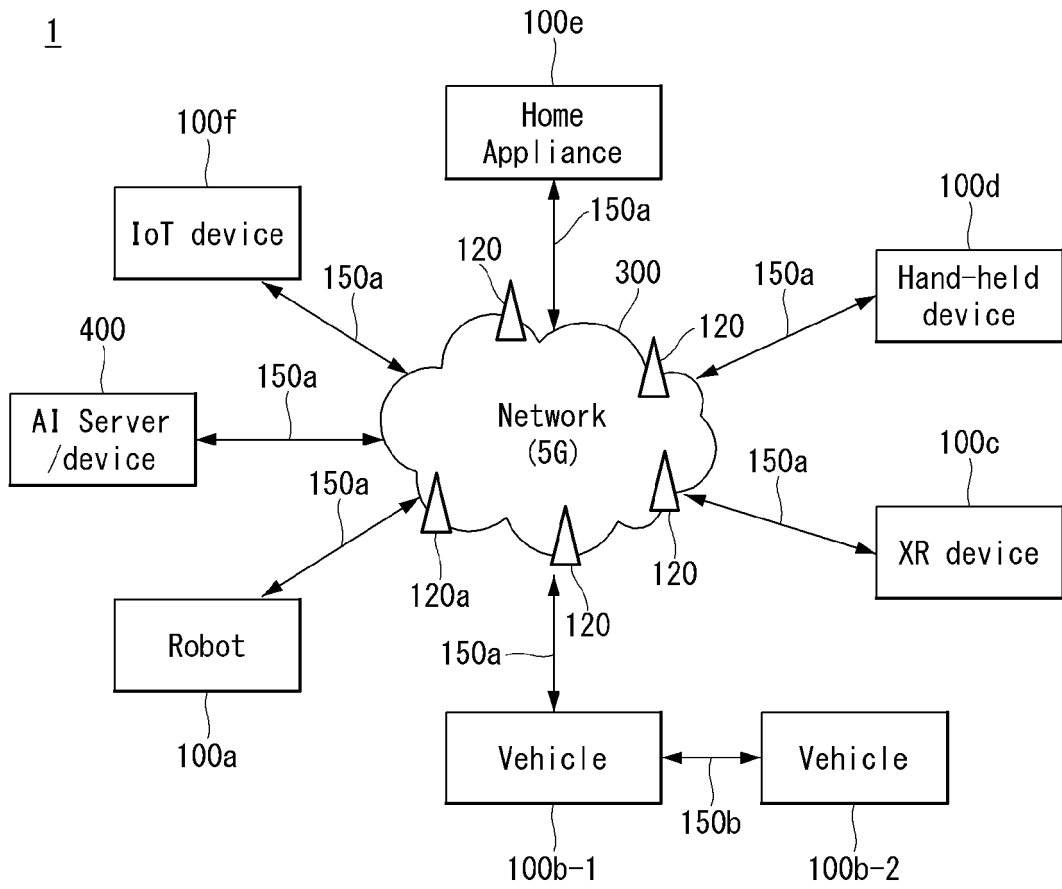 1
100e
Home
Appliance
100f
IoT device
150a
100d
Hand-held
device
120
300
150a
150a
120
400
AI Server
/device
150a
Network
(5G)
100c
XR device
150a
150a
120a
120
120
Robot
100a
150a
Vehicle
Vehicle
150b
100b-1
100b-2